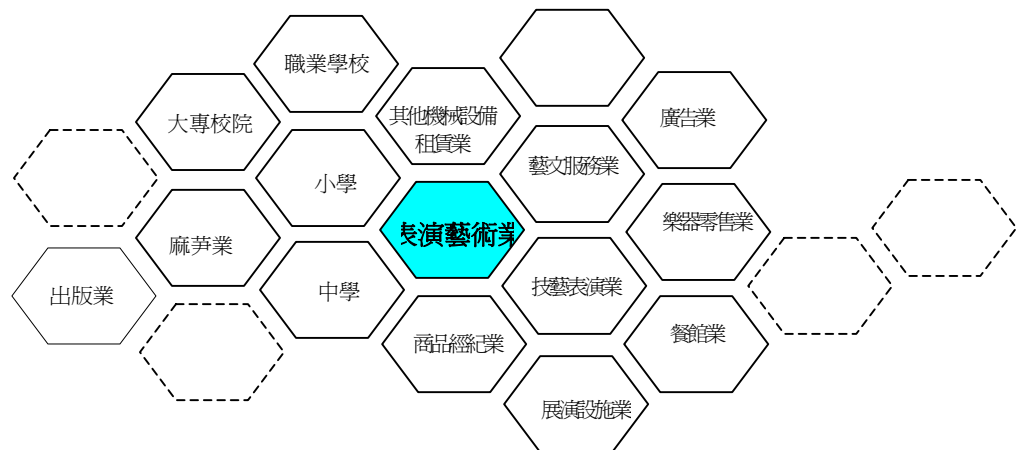 職業學校
其他機械設備
租賃業
大專校院
廣告業
藝文服務業
小學
樂器零售業
表演藝術業
麻笋業
中學
技藝表演業
出版業
餐館業
商品經紀業
展演設施業